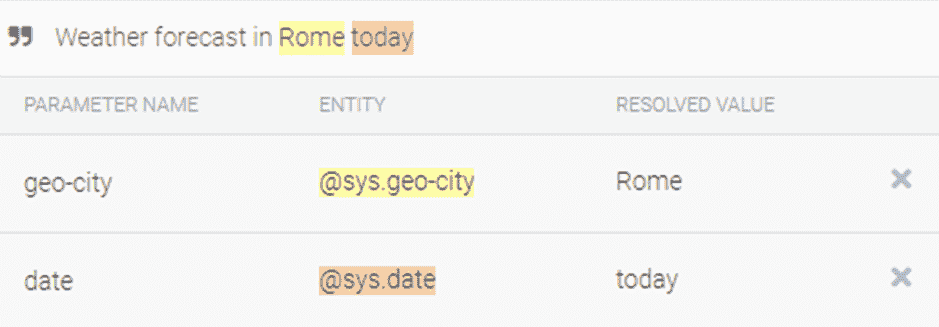 ❞ Weather forecast in Rome today
PARAMETER NAME ENTITY RESOLVED VALUE
geo-city @sys.geo-city Rome ×
date @sys.date today ×